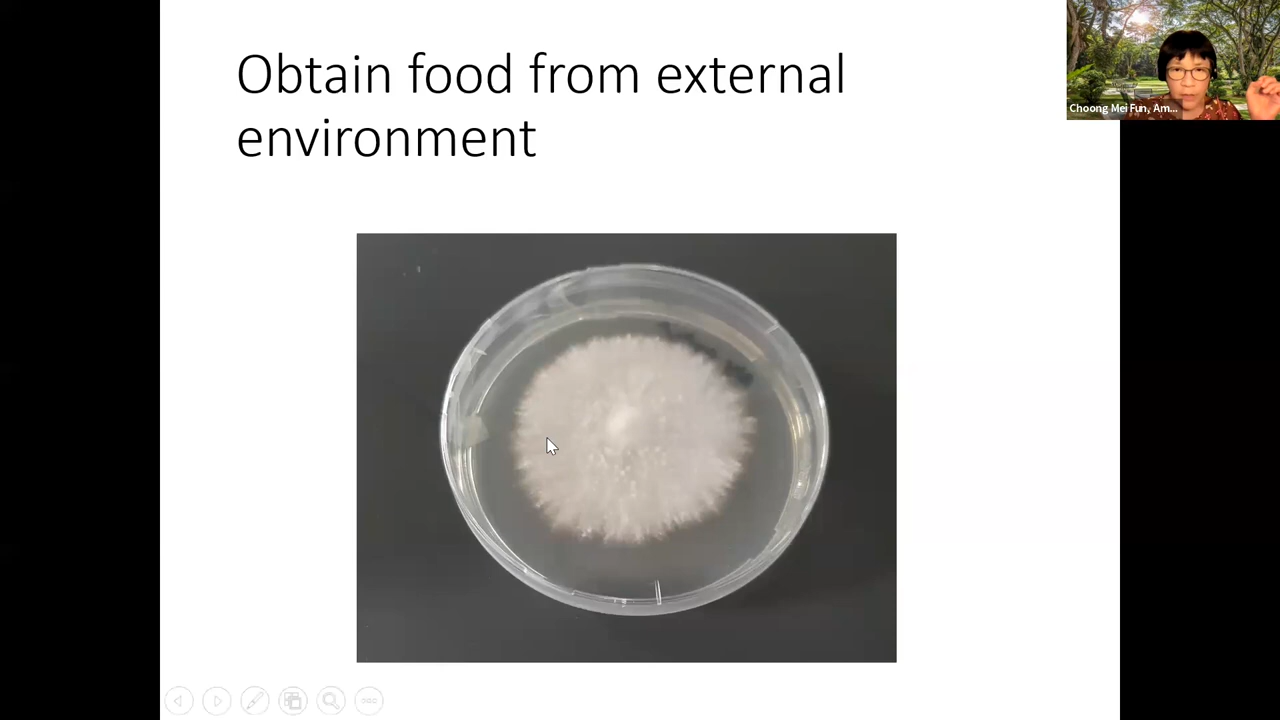 Obtain food from external
environment
Choong Mei Fun, Am...